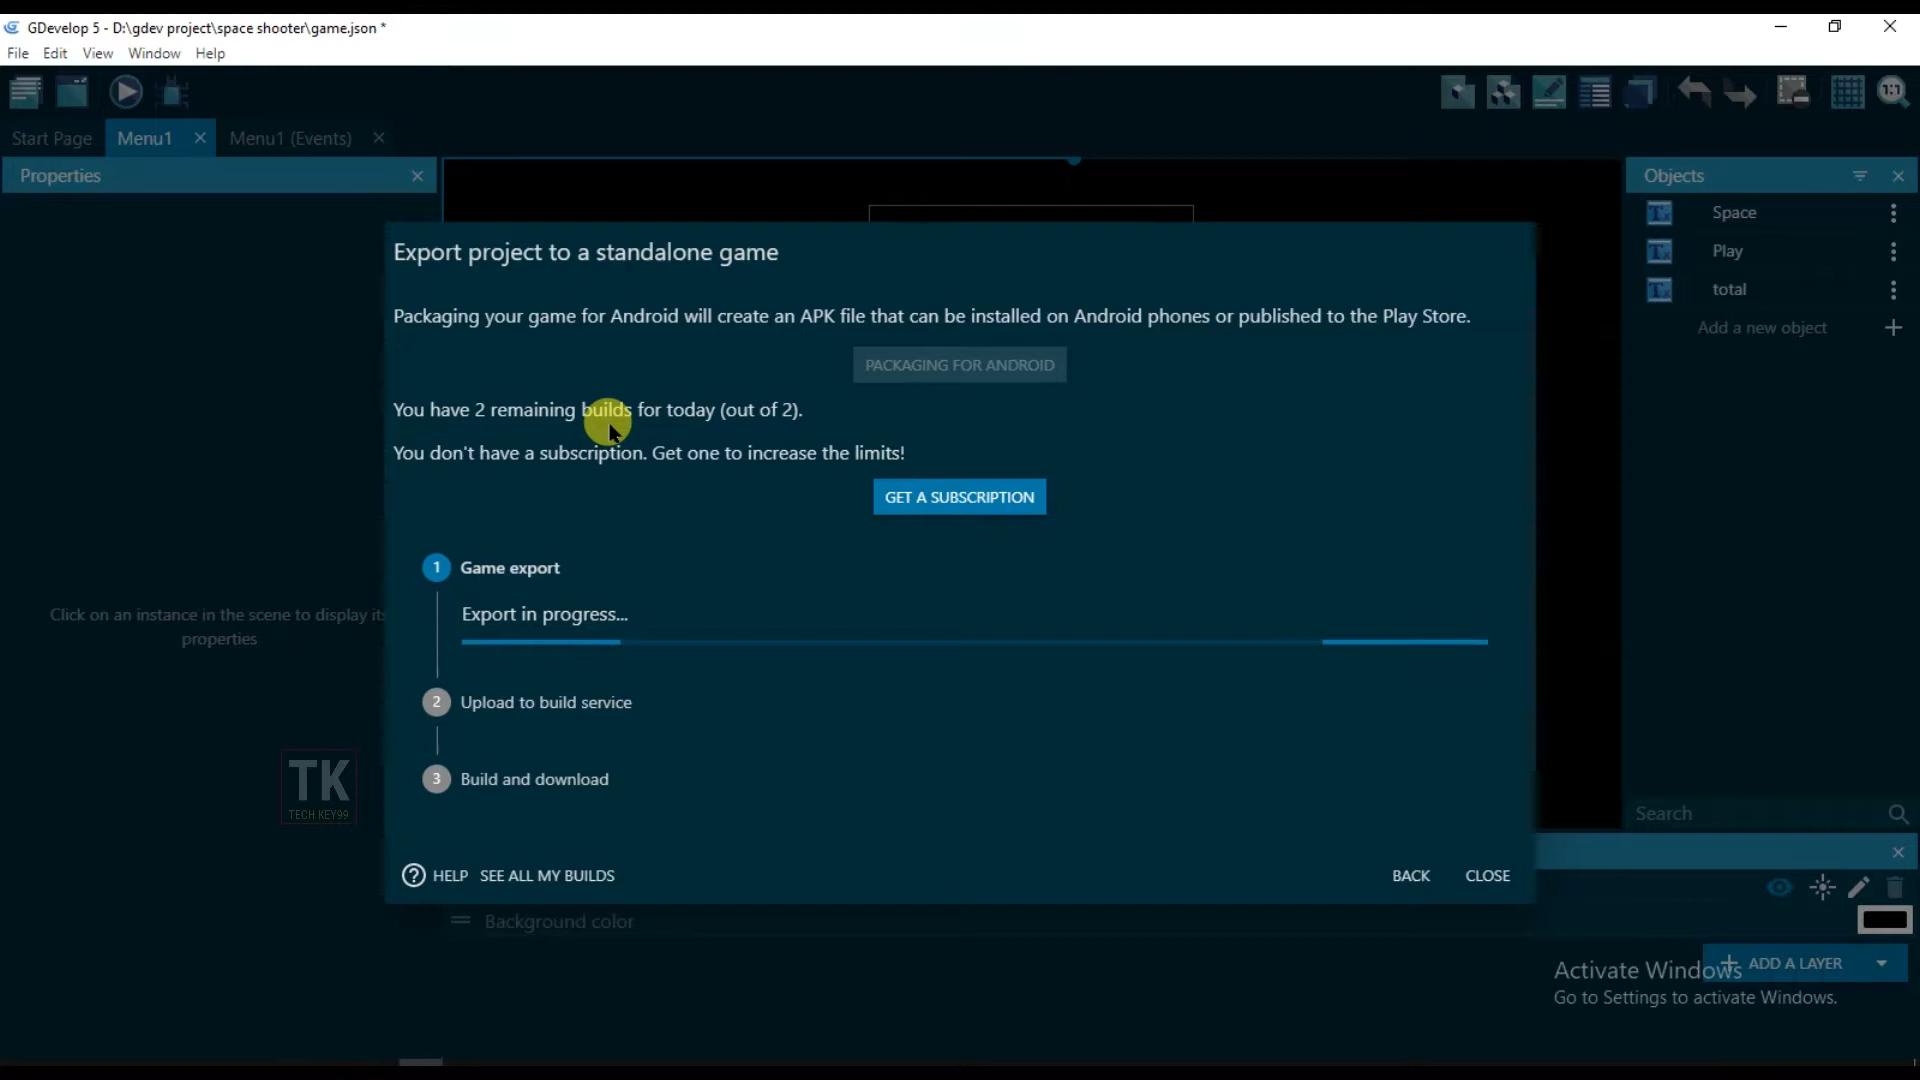 GDevelop 5 - D:\gdev project\space shooter\game.json *
File Edit View Window Help
1:1
Start Page Menu1 Menu1 (Events)
Properties
Objects
Space
Play
total
Add a new object
Export project to a standalone game
Packaging your game for Android will create an APK file that can be installed on Android phones or published to the Play Store.
PACKAGING FOR ANDROID
You have 2 remaining builds for today (out of 2).
You don't have a subscription. Get one to increase the limits!
GET A SUBSCRIPTION
1 Game export
Export in progress...
Click on an instance in the scene to display its
properties
2 Upload to build service
3 Build and download
TK
TECH KEY99
Search
HELP SEE ALL MY BUILDS
BACK CLOSE
Background color
ADD A LAYER
Activate Windows
Go to Settings to activate Windows.